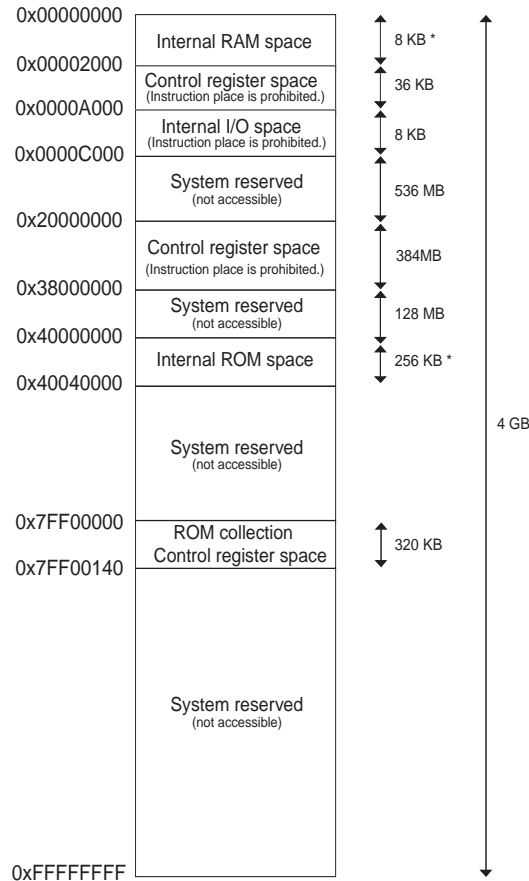 0x00000000
Internal RAM space
8 KB *
0x00002000
Control register space
(Instruction place is prohibited.)
36 KB
0x0000A000
Internal I/O space
(Instruction place is prohibited.)
8 KB
0x0000C000
System reserved
(not accessible)
536 MB
0x20000000
Control register space
(Instruction place is prohibited.)
384MB
0x38000000
System reserved
(not accessible)
128 MB
0x40000000
Internal ROM space
256 KB *
0x40040000
System reserved
(not accessible)
4 GB
0x7FF00000
ROM collection
Control register space
320 KB
0x7FF00140
System reserved
(not accessible)
0xFFFFFFFF